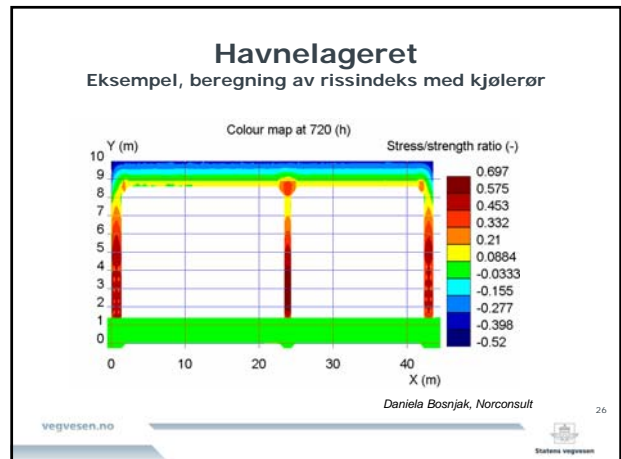 Havnelageret
Eksempel, beregning av rissindeks med kjølerør
Colour map at 720 (h)
Y (m)
Stress/strength ratio (-)
10
9
8
7
6
5
4
3
2
1
0
0.697
0.575
0.453
0.332
0.21
0.0884
-0.0333
-0.155
-0.277
-0.398
-0.52
0 10 20 30 40
X (m)
Daniela Bosnjak, Norconsult
26
vegvesen.no
Statens vegvesen